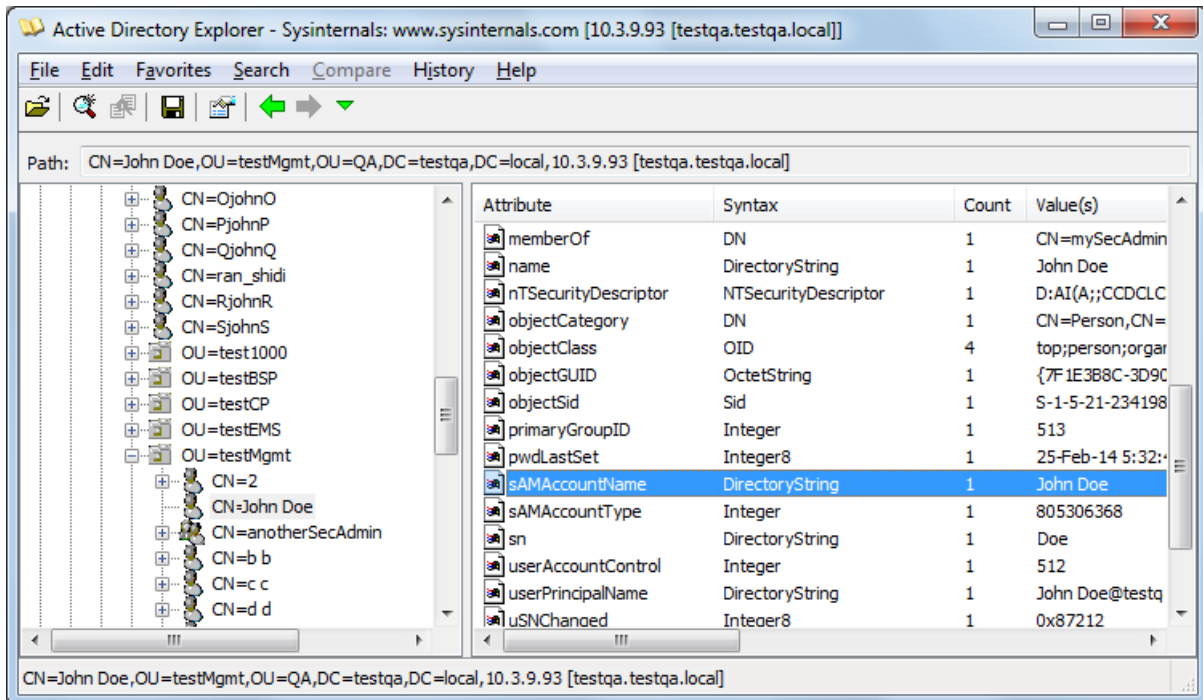 Active Directory Explorer - Sysinternals: www.sysinternals.com [10.3.9.93 [testqa.testqa.local]]
File Edit Favorites Search Compare History Help
Path: CN=John Doe,OU=testMgmt,OU=QA,DC=testqa,DC=local,10.3.9.93 [testqa.testqa.local]
CN=OjohnO
CN=PjohnP
CN=QjohnQ
CN=ran_shidi
CN=RjohnR
CN=SjohnS
OU=test1000
OU=testBSP
OU=testCP
OU=testEMS
OU=testMgmt
CN=2
CN=John Doe
CN=anotherSecAdmin
CN=b b
CN=c c
CN=d d
Attribute Syntax Count Value(s)
memberOf DN 1 CN=mySecAdmin
name DirectoryString 1 John Doe
nTSecurityDescriptor NTSecurityDescriptor 1 D:AI(A;;CCDCLC
objectCategory DN 1 CN=Person,CN=
objectClass OID 4 top;person;organ
objectGUID OctetString 1 {7F1E3B8C-3D90
objectSid Sid 1 S-1-5-21-234198
primaryGroupID Integer 1 513
pwdLastSet Integer8 1 25-Feb-14 5:32:4
sAMAccountName DirectoryString 1 John Doe
sAMAccountType Integer 1 805306368
sn DirectoryString 1 Doe
userAccountControl Integer 1 512
userPrincipalName DirectoryString 1 John Doe@testq
uSNChanged Integer8 1 0x87212
CN=John Doe,OU=testMgmt,OU=QA,DC=testqa,DC=local,10.3.9.93 [testqa.testqa.local]